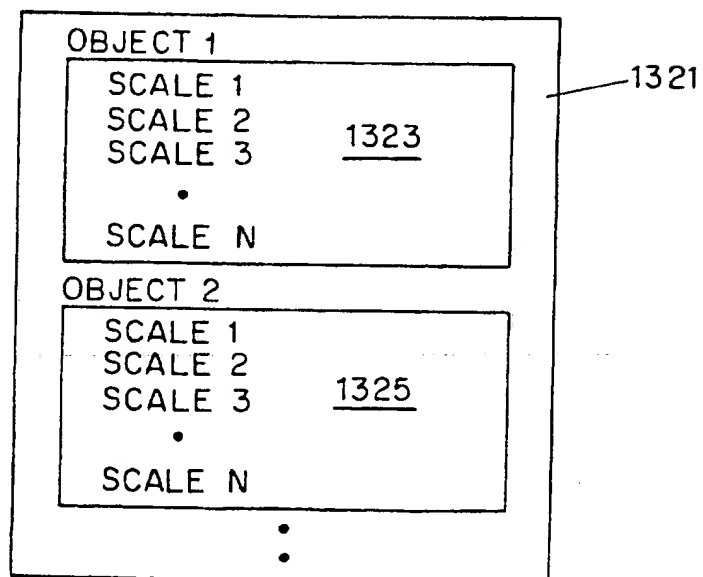 OBJECT 1
1321
SCALE 1
SCALE 2
SCALE 3
1323
•
SCALE N
OBJECT 2
SCALE 1
SCALE 2
SCALE 3
1325
•
SCALE N
•
•